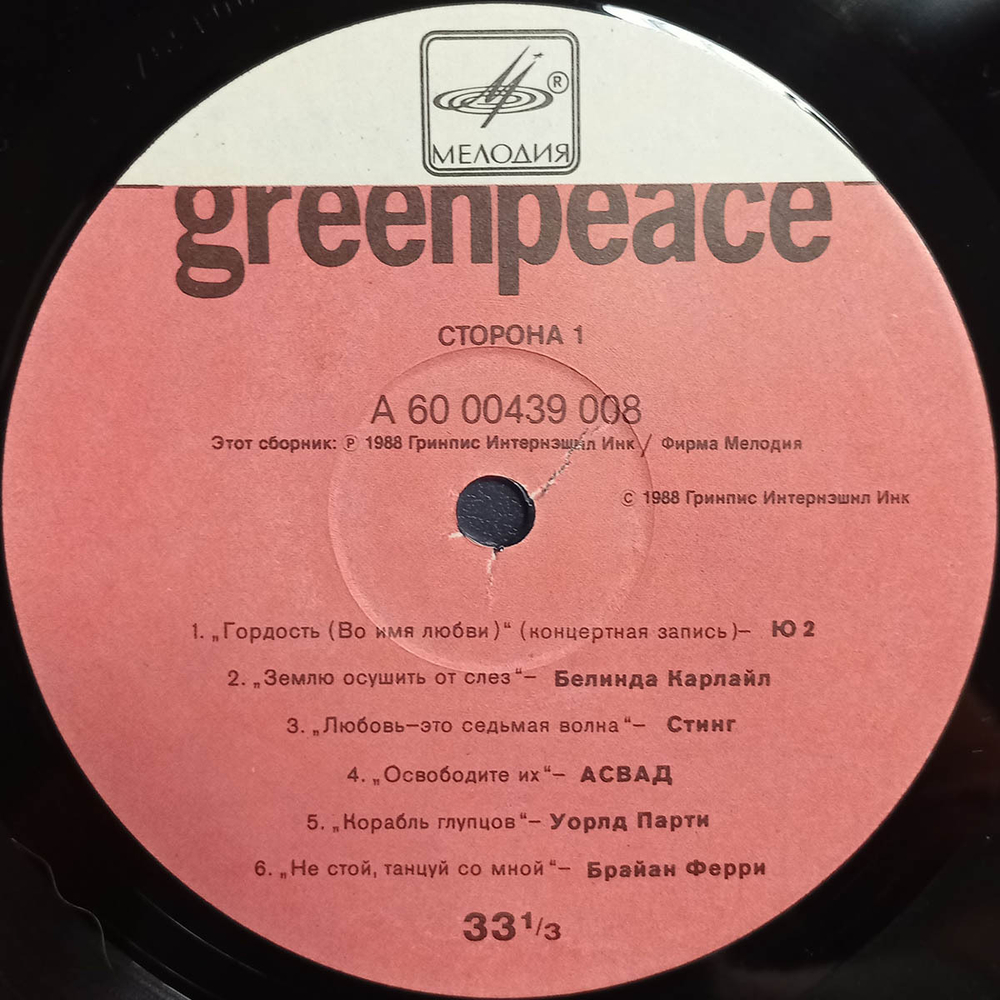 ®
МЕЛОДИЯ
greenpeace
СТОРОНА 1
А 60 00439 008
Этот сборник: Ⓟ 1988 Гринпис Интернэшнл Инк / Фирма Мелодия
© 1988 Гринпис Интернэшнл Инк
1. „Гордость (Во имя любви)“ (концертная запись)– Ю 2
2. „Землю осушить от слез“– Белинда Карлайл
3. „Любовь–это седьмая волна“– Стинг
4. „Освободите их“– АСВАД
5. „Корабль глупцов“– Уорлд Парти
6. „Не стой, танцуй со мной“– Брайан Ферри
33 1/3